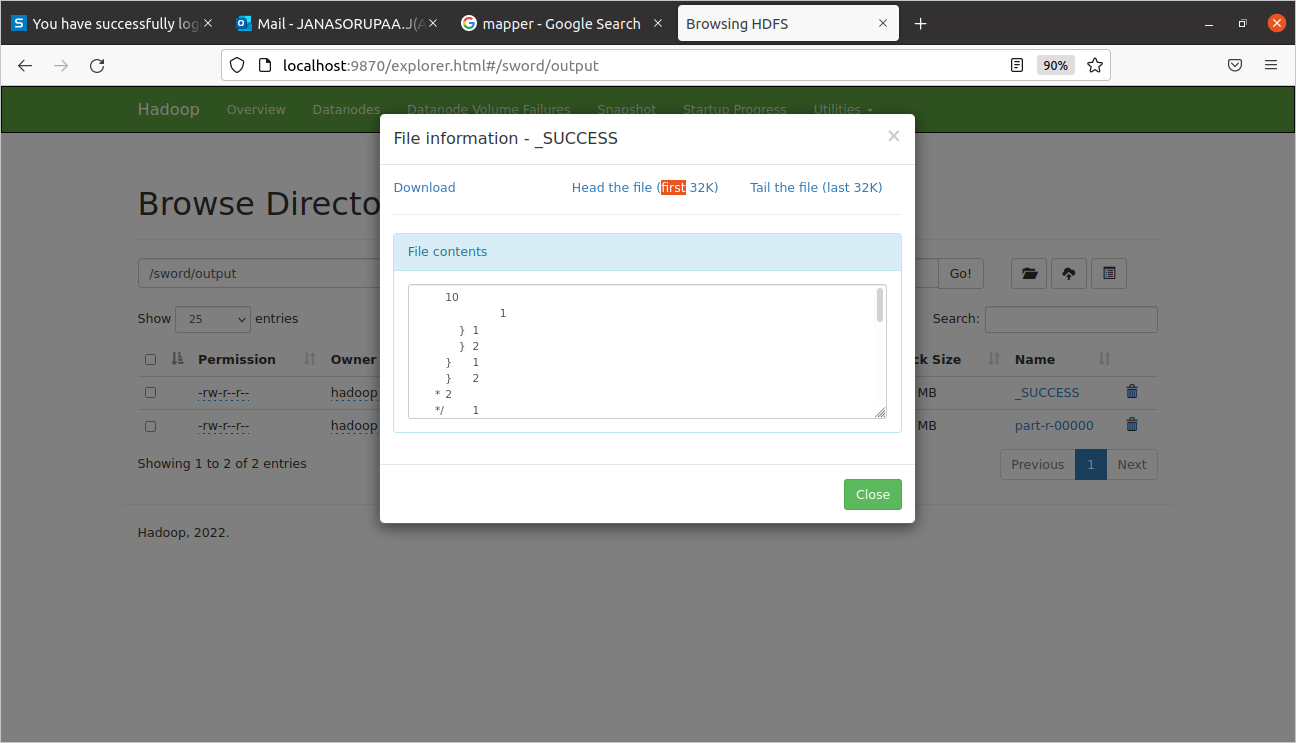 You have successfully log
Mail - JANASORUPAA.J(A
mapper - Google Search
Browsing HDFS
localhost:9870/explorer.html#/sword/output
90%
Hadoop Overview Datanodes Datanode Volume Failures Snapshot Startup Progress Utilities
File information - _SUCCESS
Download Head the file (first 32K) Tail the file (last 32K)
Browse Directo
File contents
/sword/output
Go!
10
1
} 1
} 2
} 1
} 2
* 2
*/ 1
Show 25 entries
Search:
Permission Owner ck Size Name
-rw-r--r-- hadoop MB _SUCCESS
-rw-r--r-- hadoop MB part-r-00000
Showing 1 to 2 of 2 entries
Previous 1 Next
Close
Hadoop, 2022.